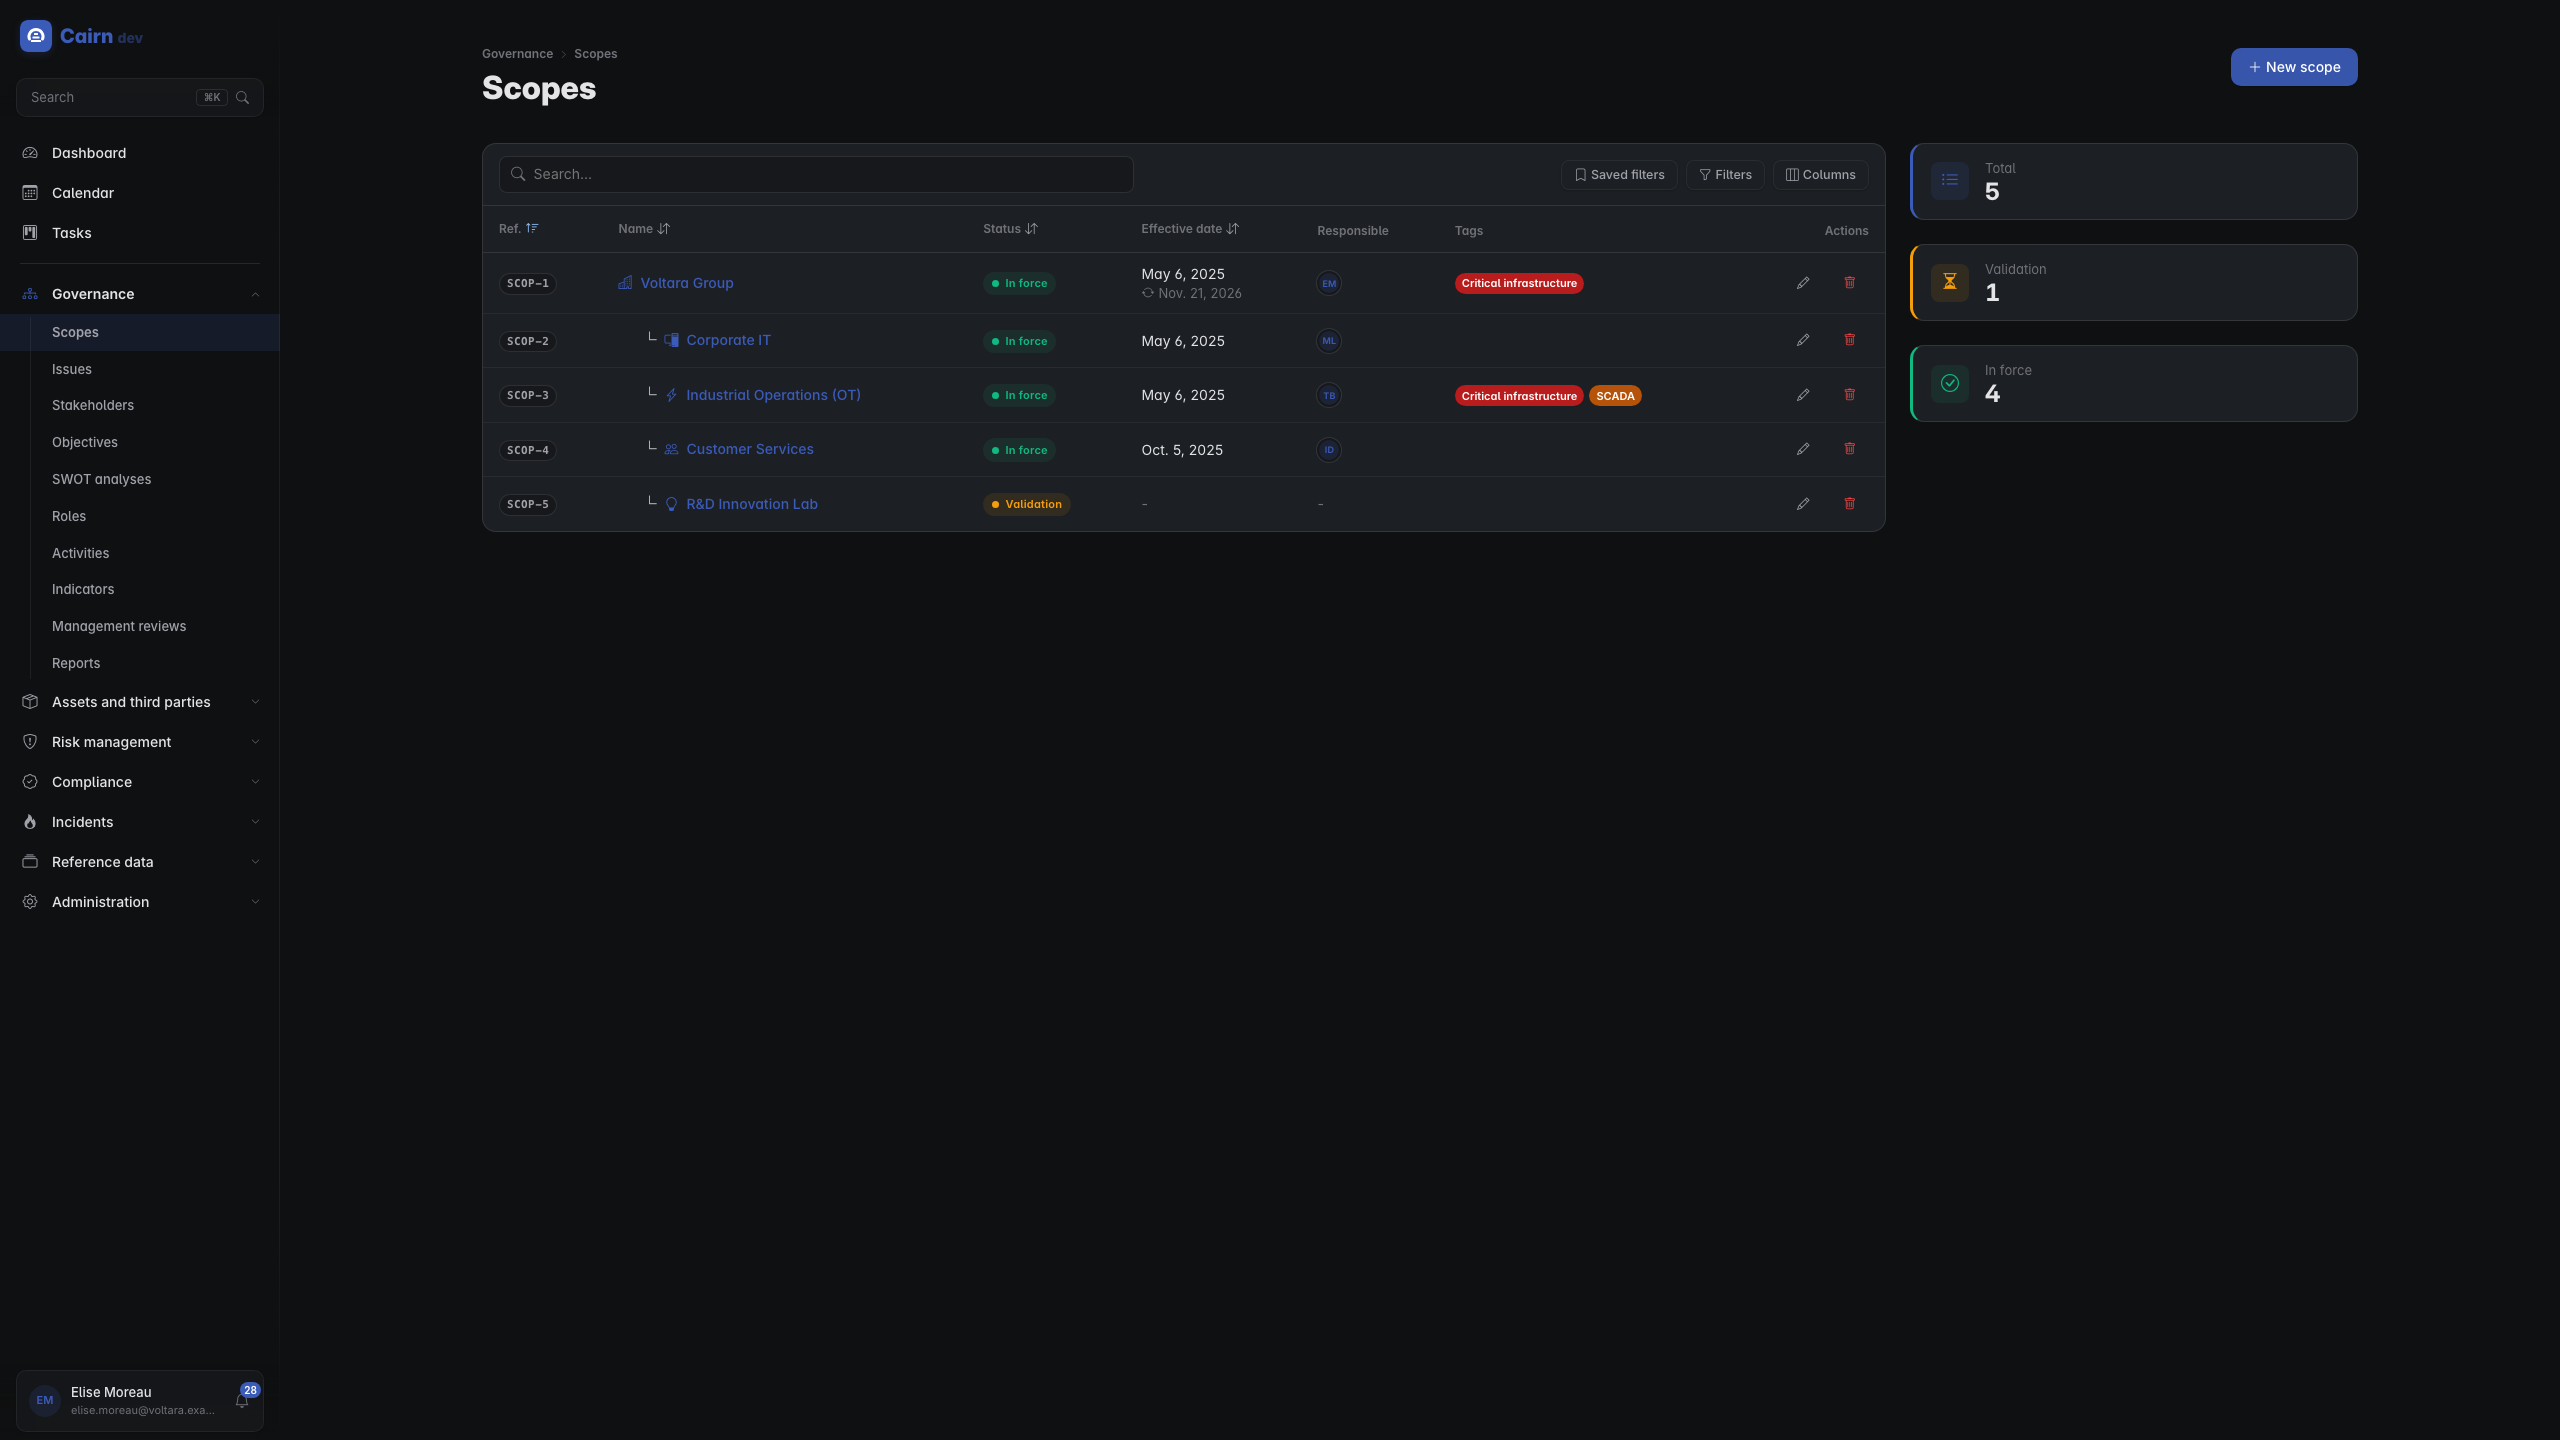 Cairn dev
Search ⌘K
Dashboard
Calendar
Tasks
Governance
Scopes
Issues
Stakeholders
Objectives
SWOT analyses
Roles
Activities
Indicators
Management reviews
Reports
Assets and third parties
Risk management
Compliance
Incidents
Reference data
Administration
EM
Elise Moreau
elise.moreau@voltara.exa...
28
Governance > Scopes
Scopes
+ New scope
Search...
Saved filters
Filters
Columns
Ref. Name Status Effective date Responsible Tags Actions
SCOP-1 Voltara Group In force May 6, 2025 EM Critical infrastructure
Nov. 21, 2026
SCOP-2 Corporate IT In force May 6, 2025 ML
SCOP-3 Industrial Operations (OT) In force May 6, 2025 TB Critical infrastructure SCADA
SCOP-4 Customer Services In force Oct. 5, 2025 ID
SCOP-5 R&D Innovation Lab Validation - -
Total
5
Validation
1
In force
4